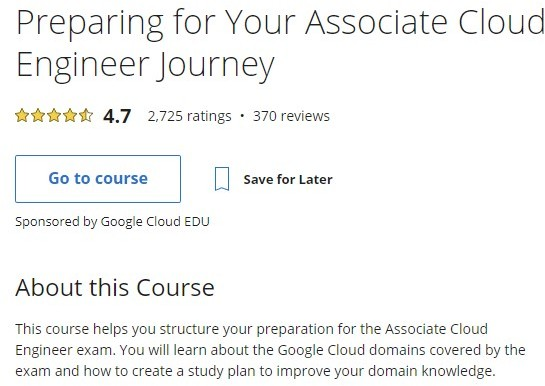 Preparing for Your Associate Cloud
Engineer Journey
4.7 2,725 ratings • 370 reviews
Go to course Save for Later
Sponsored by Google Cloud EDU
About this Course
This course helps you structure your preparation for the Associate Cloud
Engineer exam. You will learn about the Google Cloud domains covered by the
exam and how to create a study plan to improve your domain knowledge.